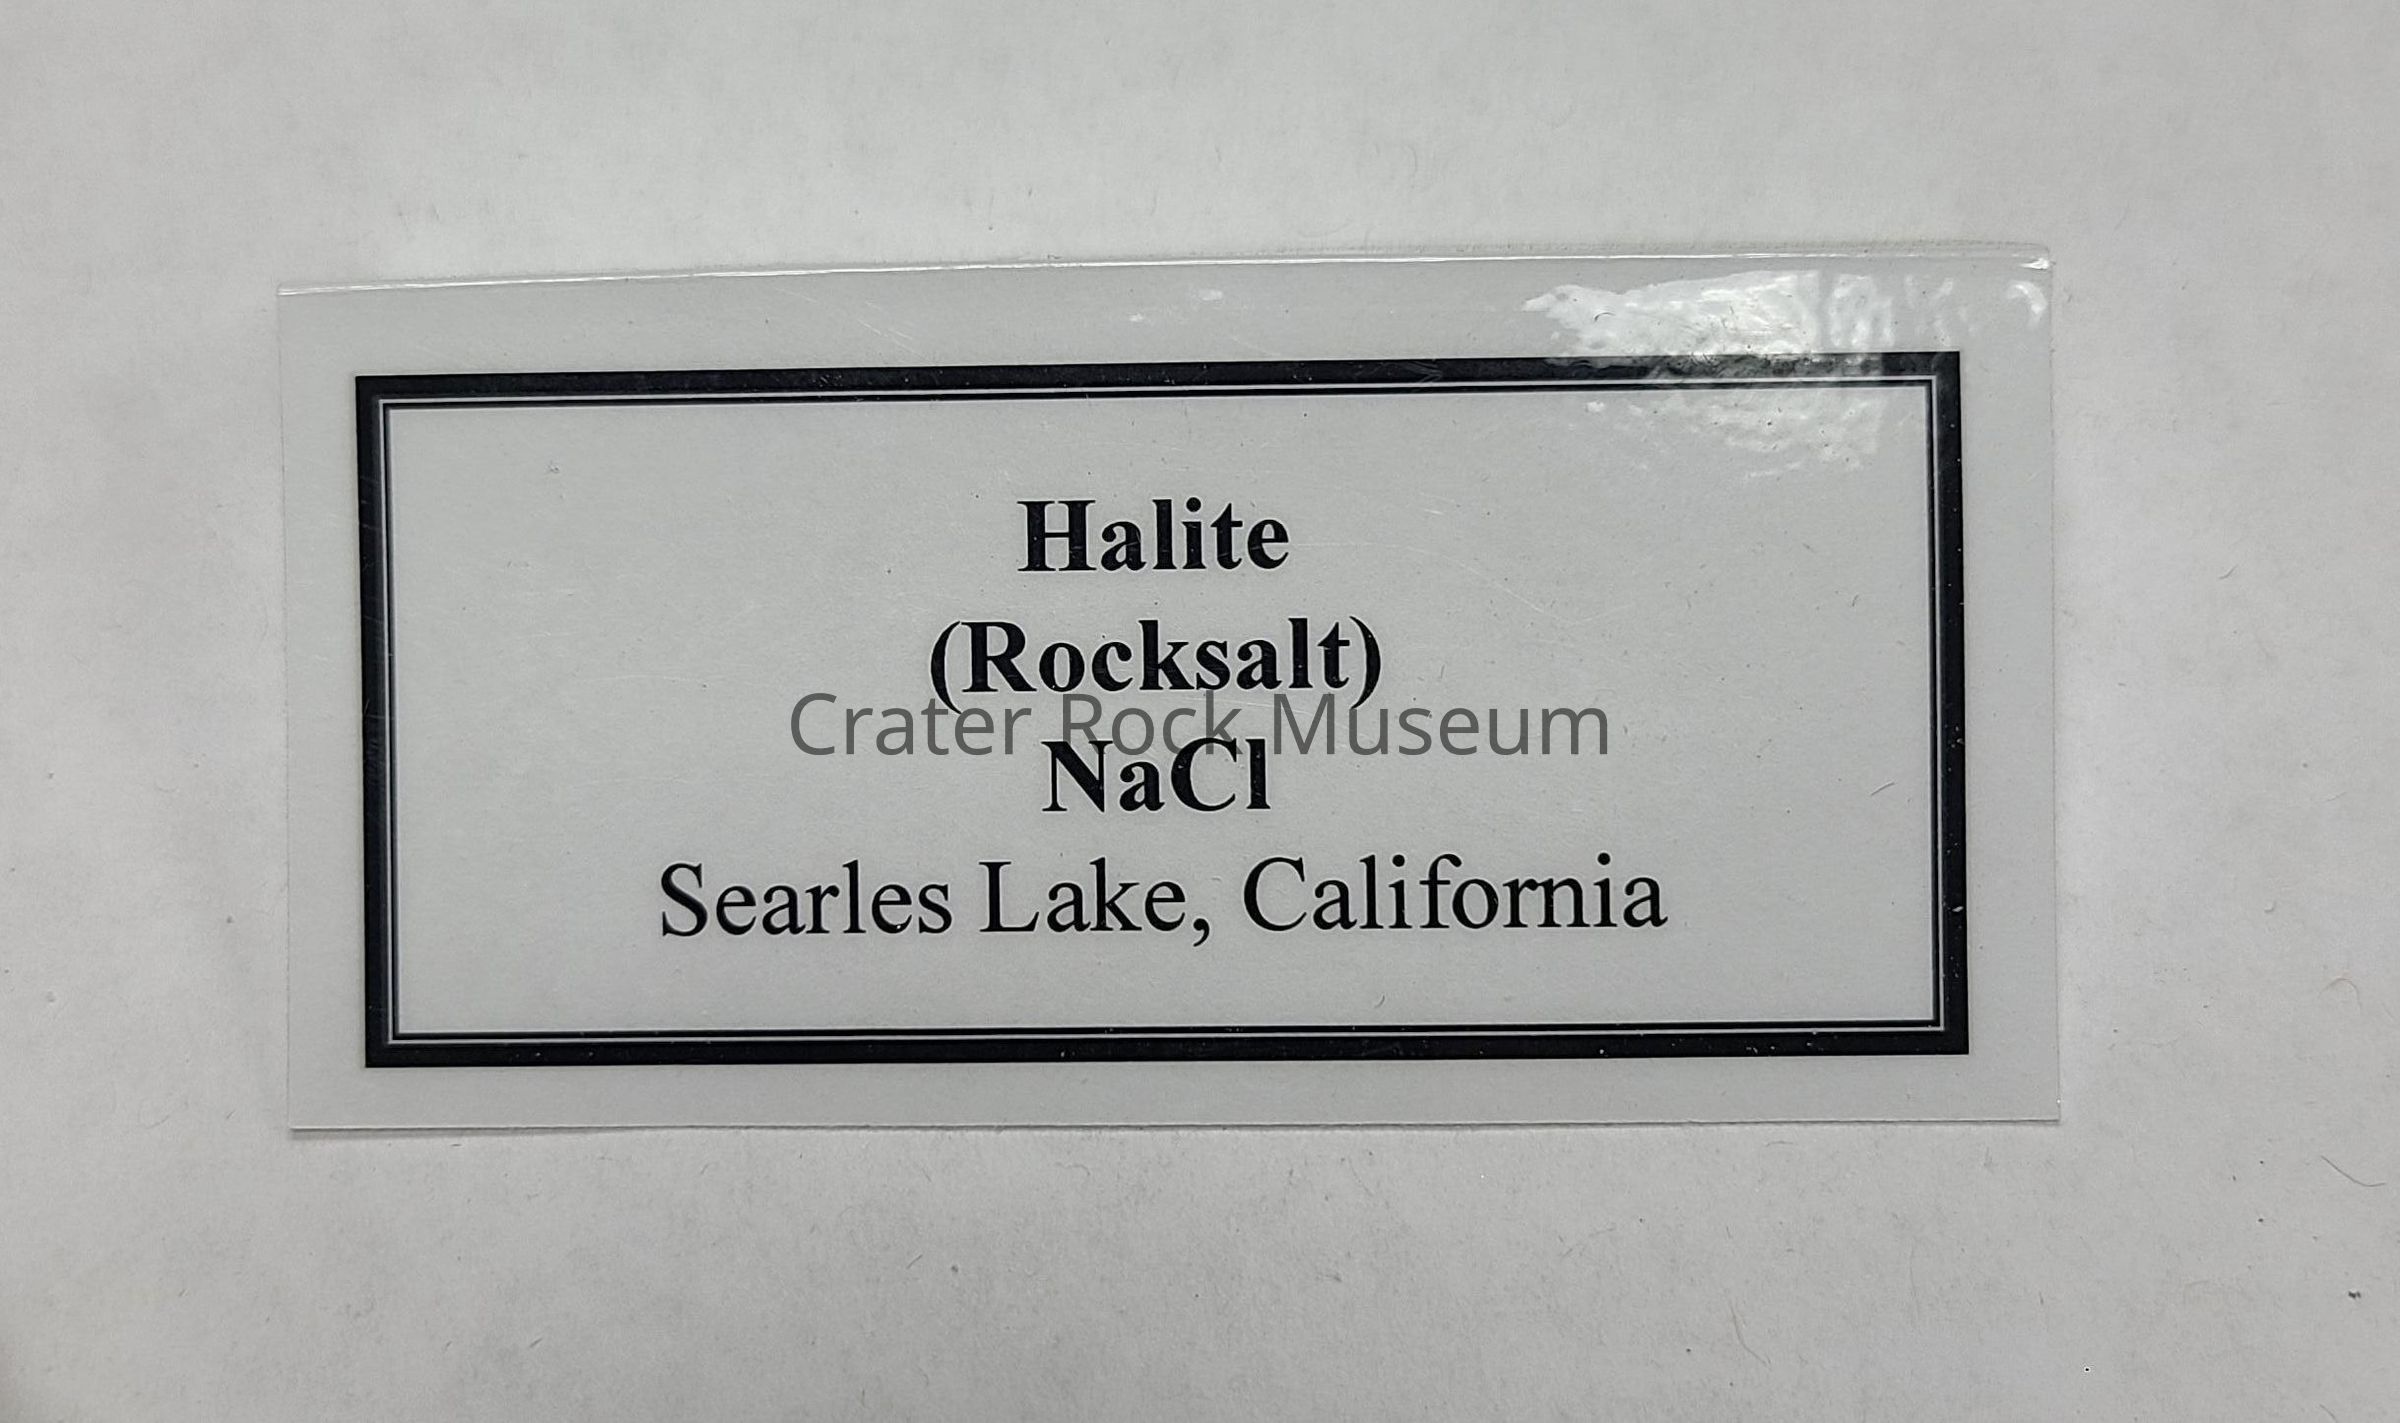 Halite
(Rocksalt)
Crater Rock Museum
NaCl
Searles Lake, California